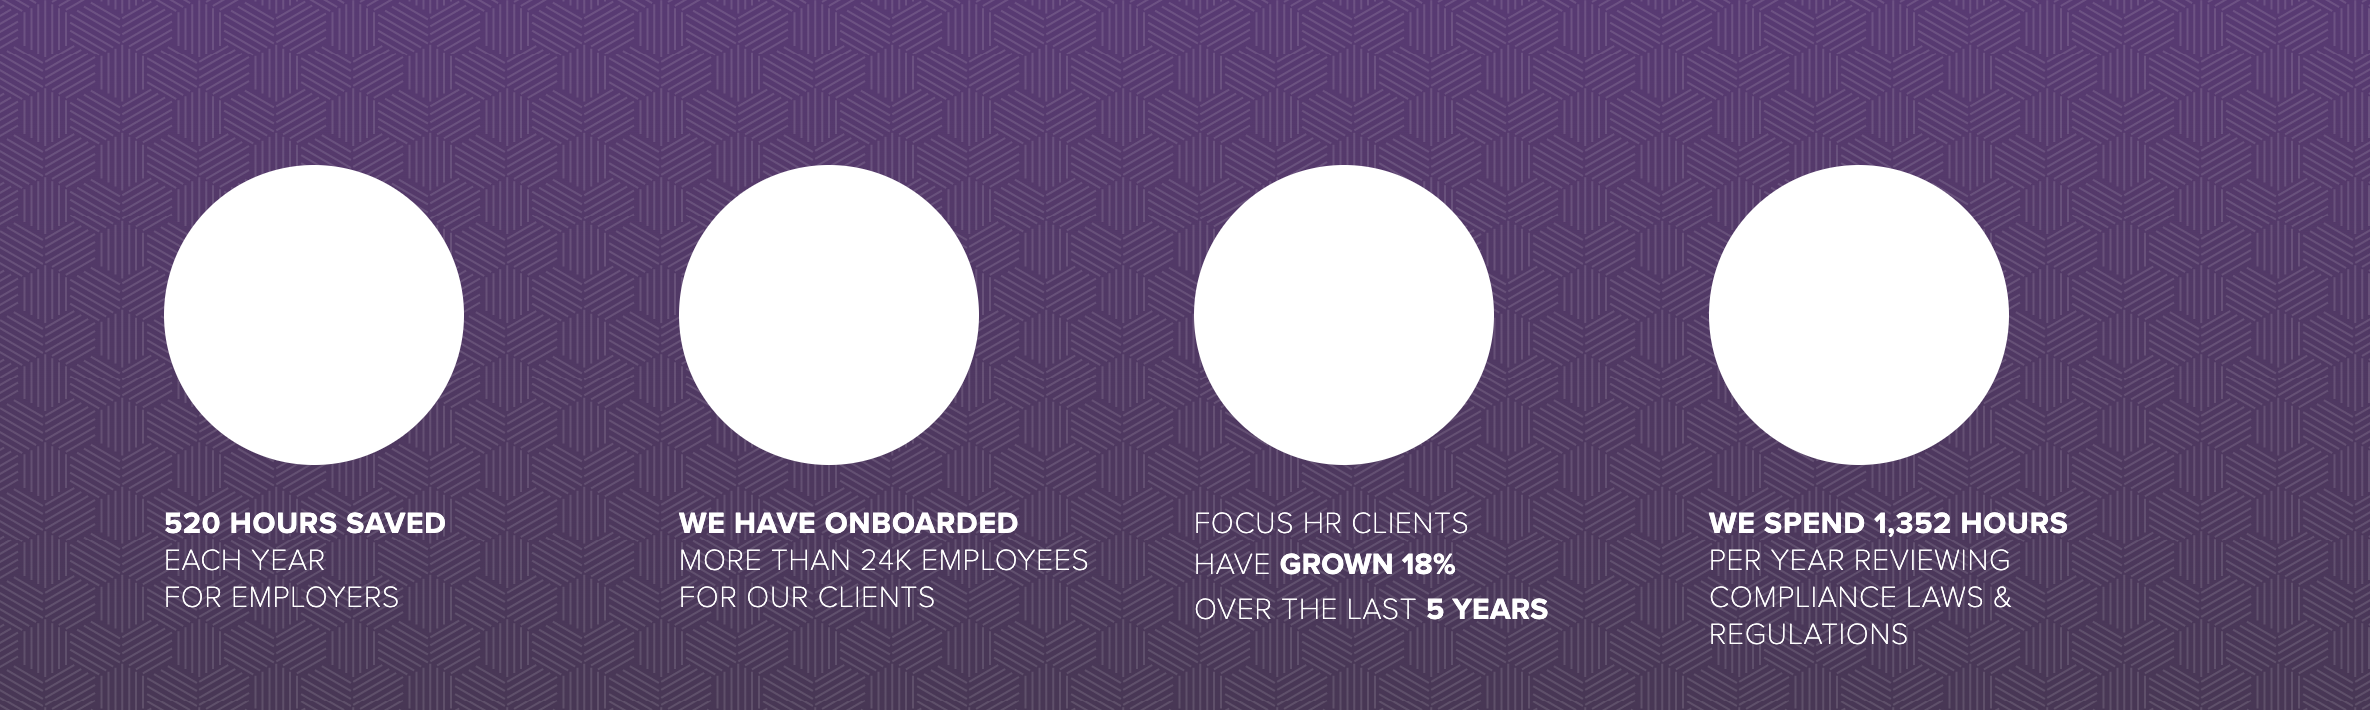 520 HOURS SAVED
EACH YEAR
FOR EMPLOYERS
WE HAVE ONBOARDED
MORE THAN 24K EMPLOYEES
FOR OUR CLIENTS
FOCUS HR CLIENTS
HAVE GROWN 18%
OVER THE LAST 5 YEARS
WE SPEND 1,352 HOURS
PER YEAR REVIEWING
COMPLIANCE LAWS &
REGULATIONS